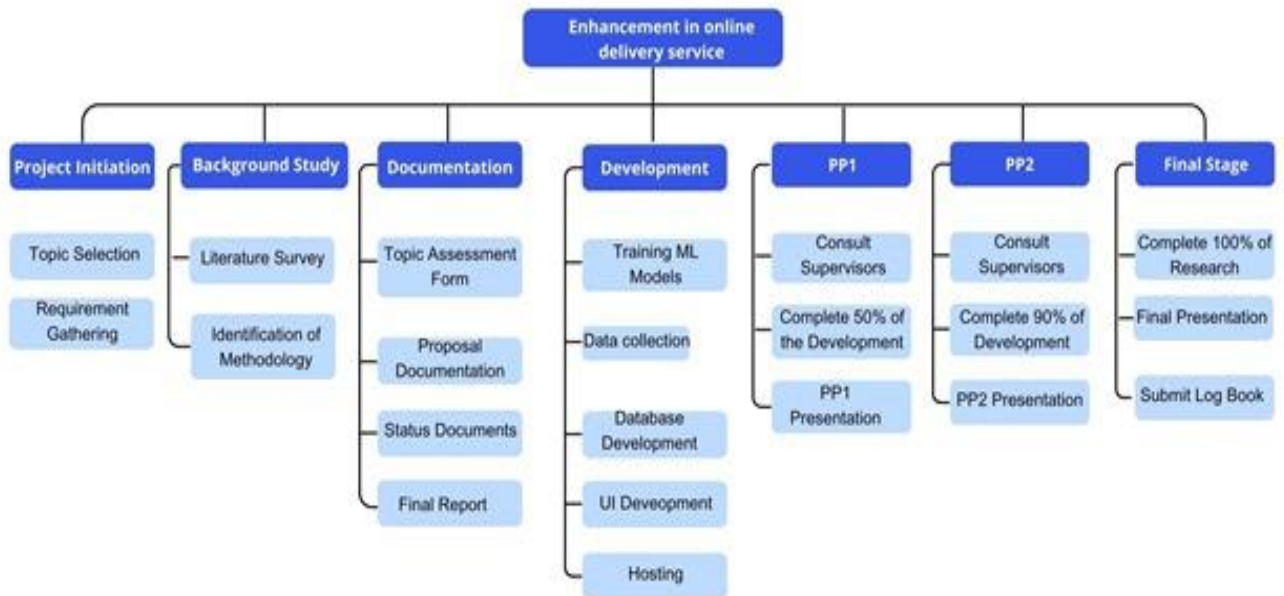 Enhancement in online
delivery service
Project Initiation
Topic Selection
Requirement
Gathering
Background Study
Literature Survey
Identification of
Methodology
Documentation
Topic Assessment
Form
Proposal
Documentation
Status Documents
Final Report
Development
Training ML
Models
Data collection
Database
Development
UI Deveopment
Hosting
PP1
Consult
Supervisors
Complete 50% of
the Development
PP1
Presentation
PP2
Consult
Supervisors
Complete 90% of
Development
PP2 Presentation
Final Stage
Complete 100% of
Research
Final Presentation
Submit Log Book